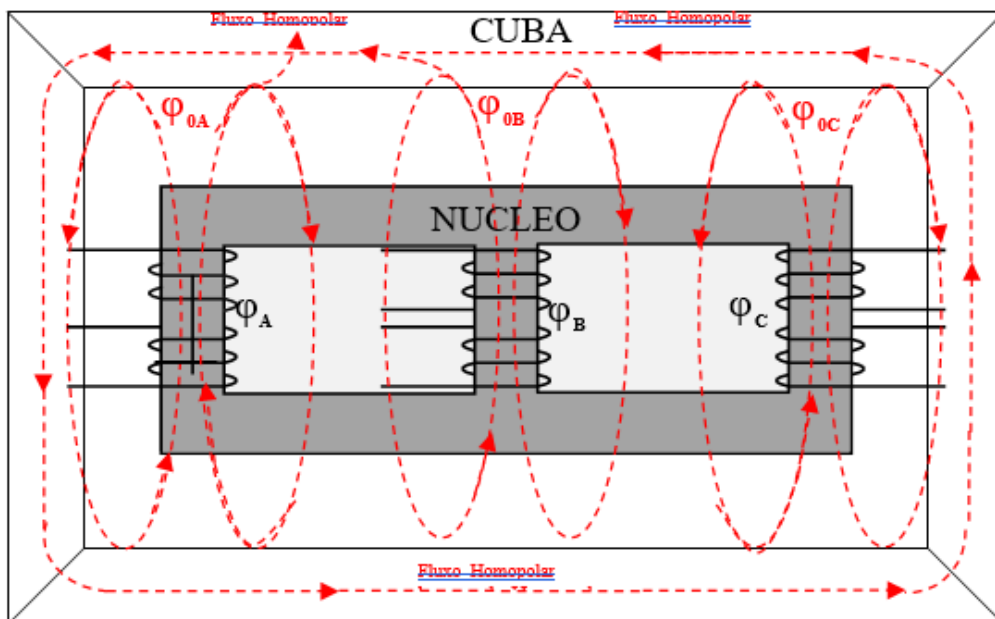 Fluxo Homopolar
Fluxo Homopolar
CUBA
φ0A
φ0B
φ0C
NUCLEO
φA
φB
φC
Fluxo Homopolar